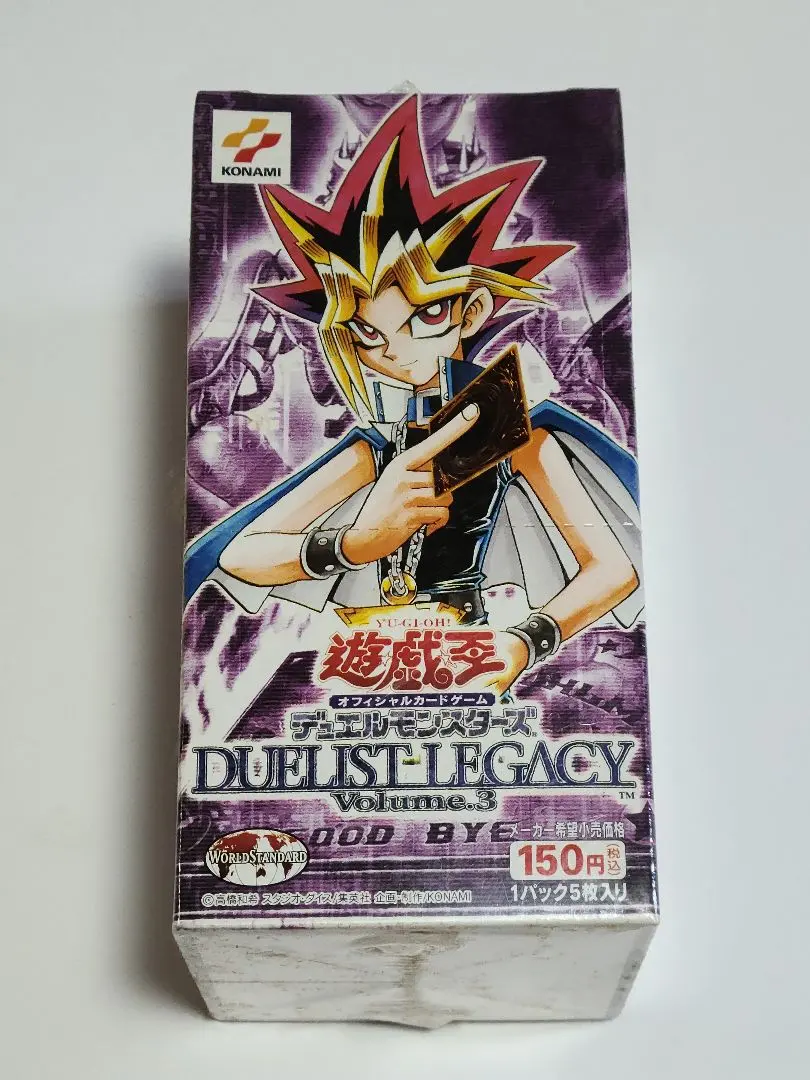 KONAMI
YU-GI-OH!
遊戯王
オフィシャルカードゲーム
デュエルモンスターズ
DUELIST LEGACY
Volume.3
TM
OOD BYE
メーカー希望小売価格
WORLD STANDARD
150円(税込)
©高橋和希 スタジオ・ダイス/集英社 企画・制作/KONAMI
1パック5枚入り